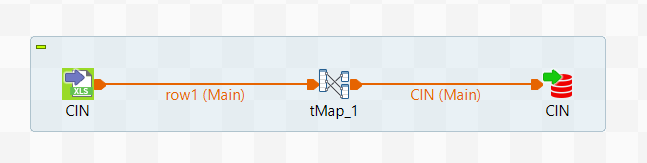 XLS
row1 (Main)
CIN (Main)
CIN
tMap_1
CIN